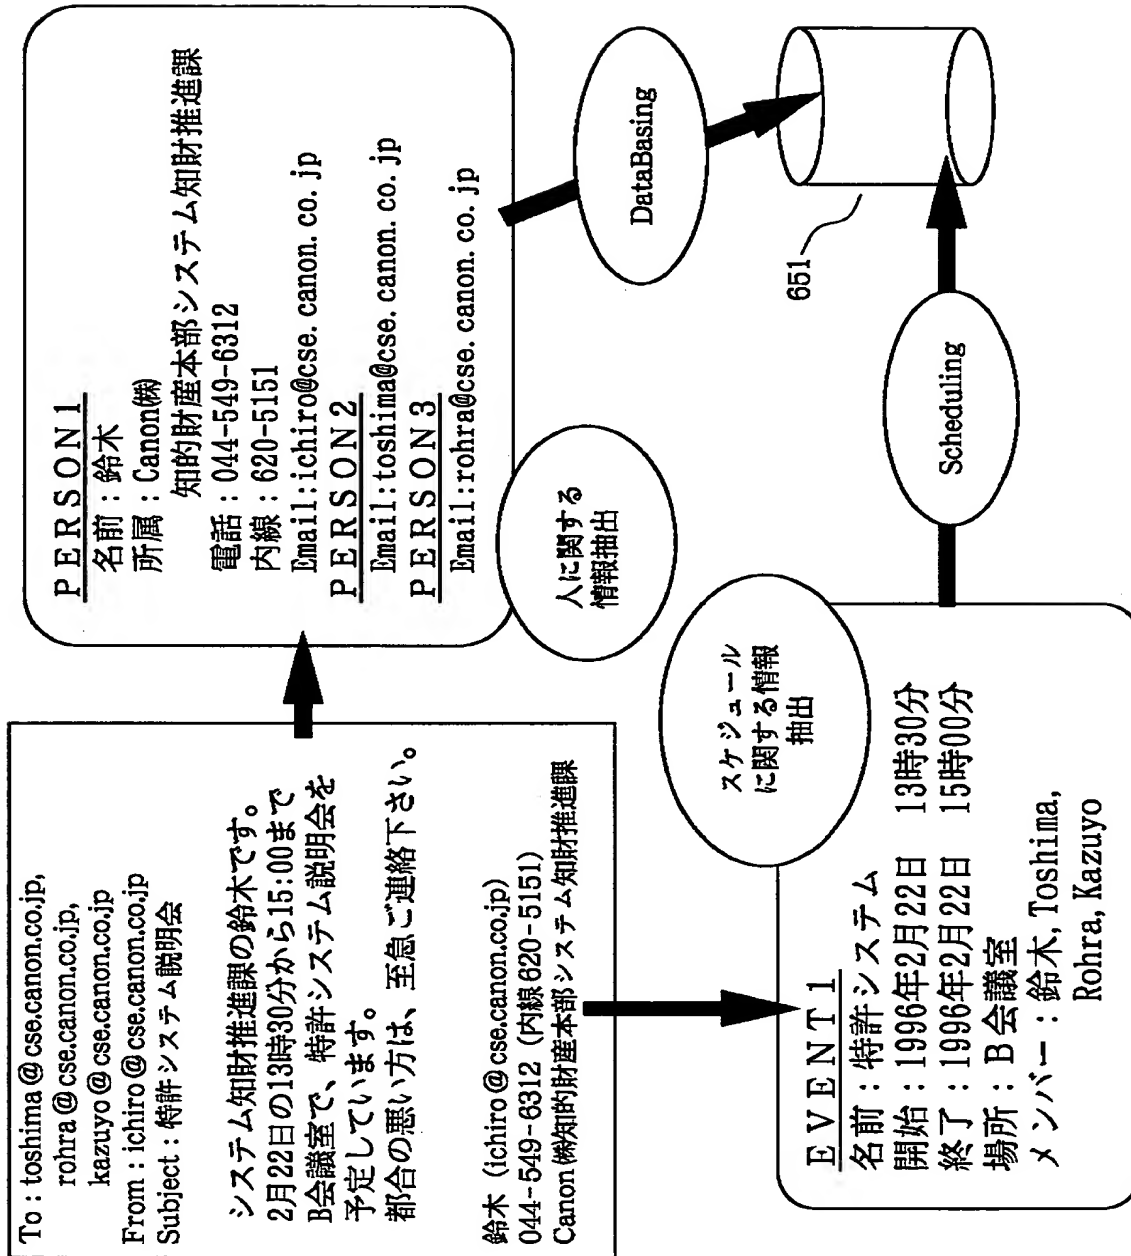 To : toshima@cse.canon.co.jp,
rohra@cse.canon.co.jp,
kazuyo@cse.canon.co.jp
From : ichiro@cse.canon.co.jp
Subject : 特許システム説明会
システム知財推進課の鈴木です。
2月22日の13時30分から15:00まで
B会議室で、特許システム説明会を
予定しています。
都合の悪い方は、至急ご連絡下さい。
鈴木 (ichiro@cse.canon.co.jp)
044-549-6312 (内線620-5151)
Canon㈱知的財産本部システム知財推進課
PERSON1
名前:鈴木
所属:Canon㈱
知的財産本部システム知財推進課
電話:044-549-6312
内線:620-5151
Email:ichiro@cse.canon.co.jp
PERSON2
Email:toshima@cse.canon.co.jp
PERSON3
Email:rohra@cse.canon.co.jp
人に関する
情報抽出
DataBasing
EVENT1
名前:特許システム
開始:1996年2月22日 13時30分
終了:1996年2月22日 15時00分
場所:B会議室
メンバー:鈴木,Toshima,
Rohra,Kazuyo
スケジュール
に関する情報
抽出
Scheduling
651